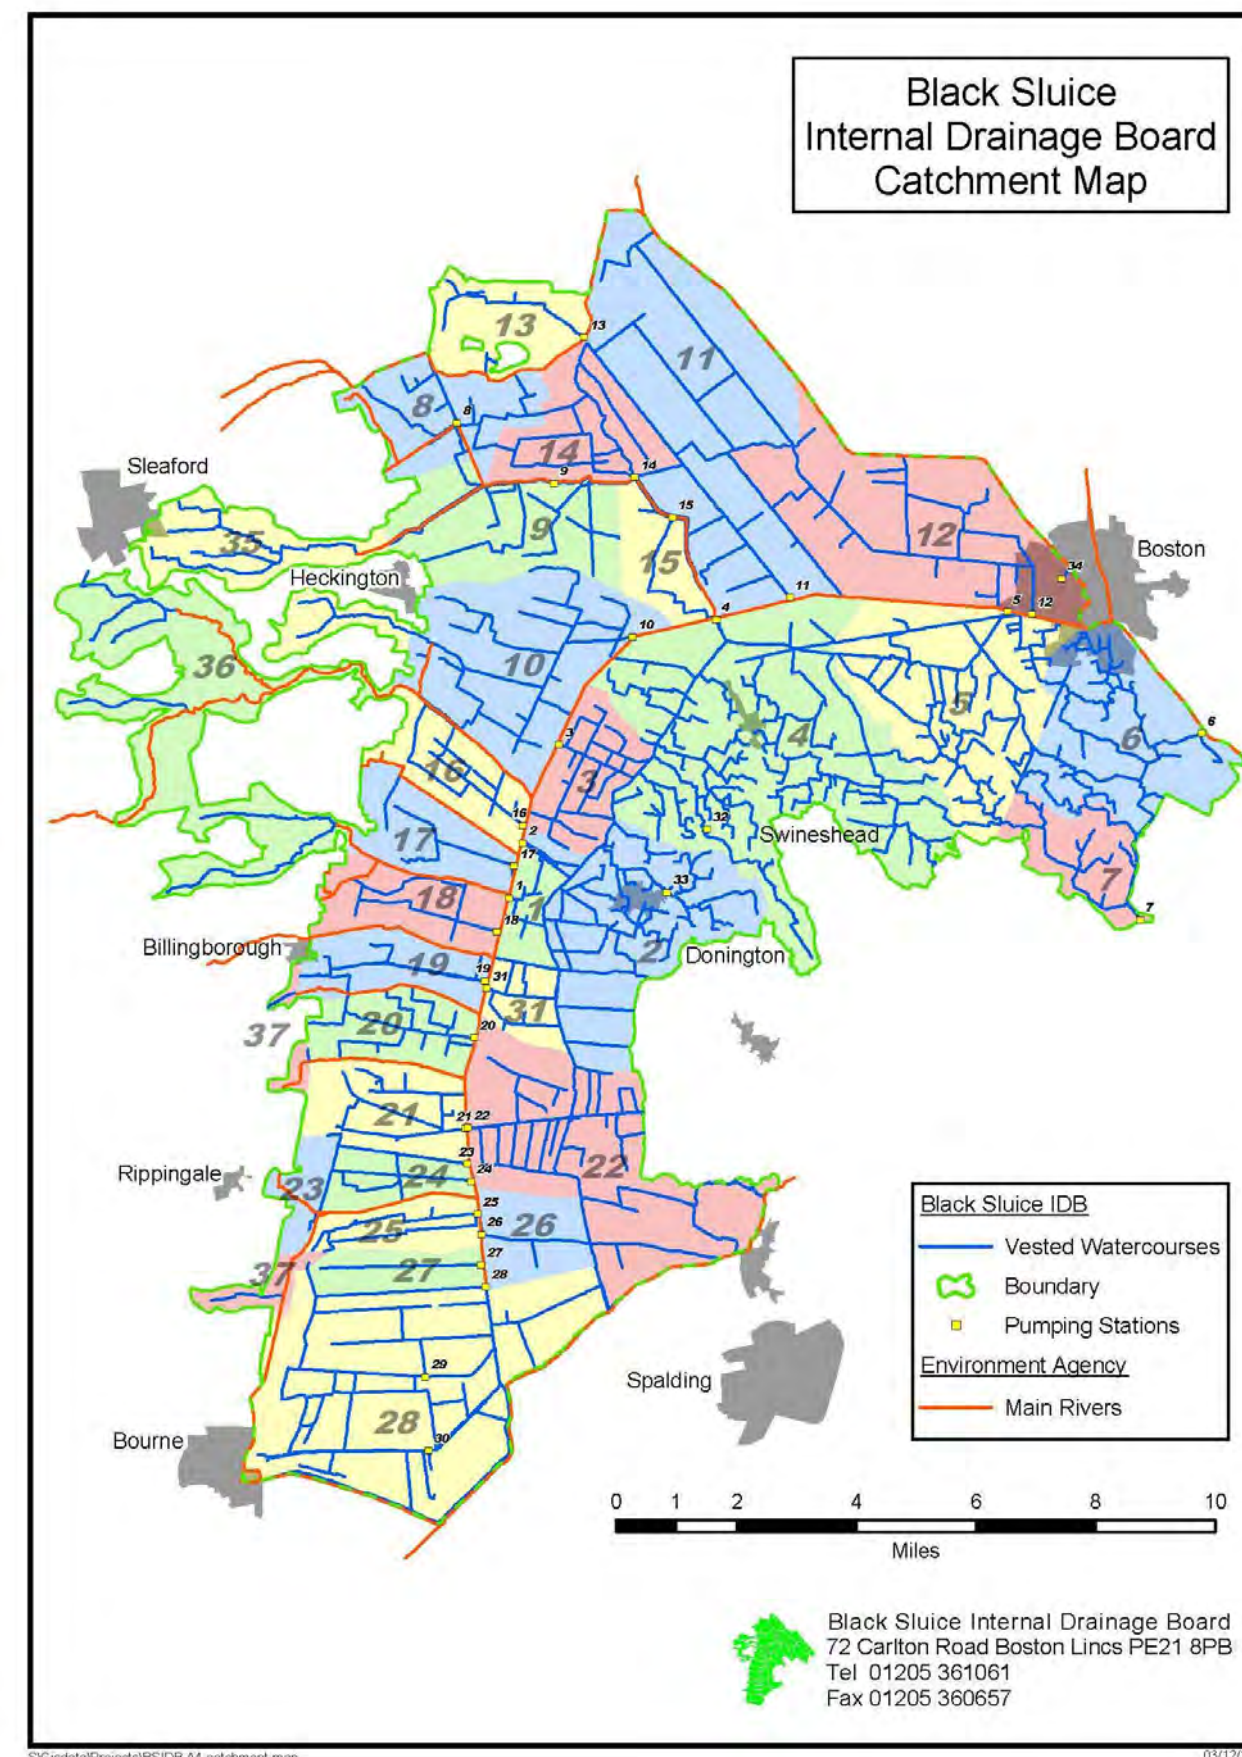 Black Sluice
Internal Drainage Board
Catchment Map
13
13
11
8
8
14
14
9
15
Sleaford
12
35
9
15
Boston
34
Heckington
11
5
12
4
10
36
10
5
6
4
6
3
3
16
16
32
2
Swineshead
17
17
7
33
18
1
1
7
18
Billingborough
2
Donington
19
19
31
31
20
20
37
21
21
22
23
Rippingale
24
24
22
23
25
Black Sluice IDB
25
26
26
Vested Watercourses
27
37
27
28
Boundary
Pumping Stations
Environment Agency
29
Spalding
Main Rivers
28
Bourne
30
0 1 2 4 6 8 10
Miles
Black Sluice Internal Drainage Board
72 Carlton Road Boston Lincs PE21 8PB
Tel 01205 361061
Fax 01205 360657